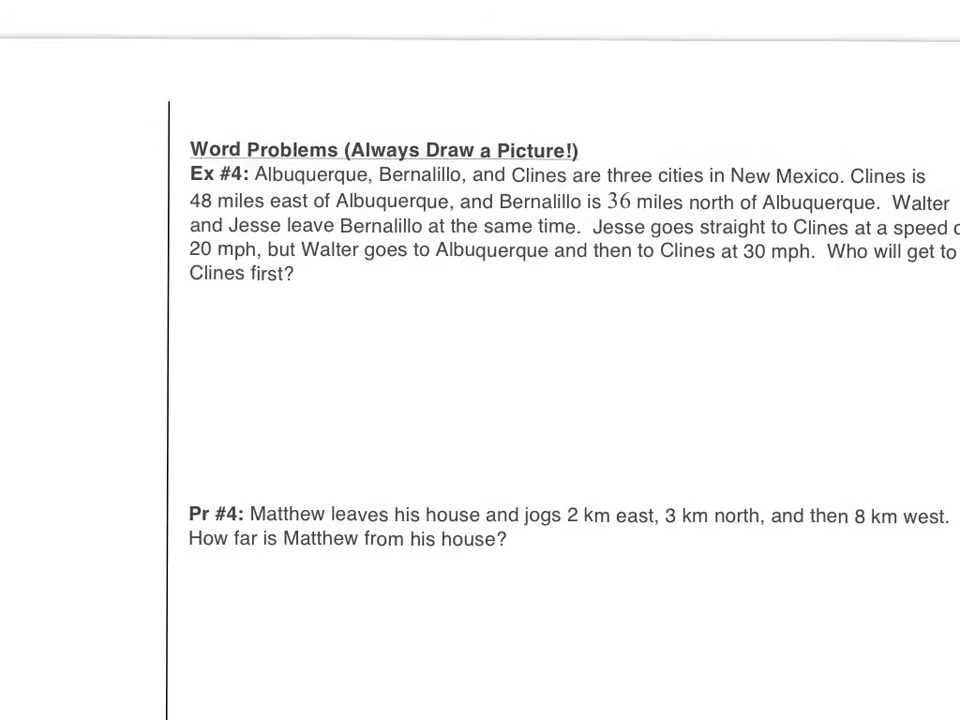 Word Problems (Always Draw a Picture!)
Ex #4: Albuquerque, Bernalillo, and Clines are three cities in New Mexico. Clines is
48 miles east of Albuquerque, and Bernalillo is 36 miles north of Albuquerque. Walter
and Jesse leave Bernalillo at the same time. Jesse goes straight to Clines at a speed
20 mph, but Walter goes to Albuquerque and then to Clines at 30 mph. Who will get to
Clines first?
Pr #4: Matthew leaves his house and jogs 2 km east, 3 km north, and then 8 km west.
How far is Matthew from his house?